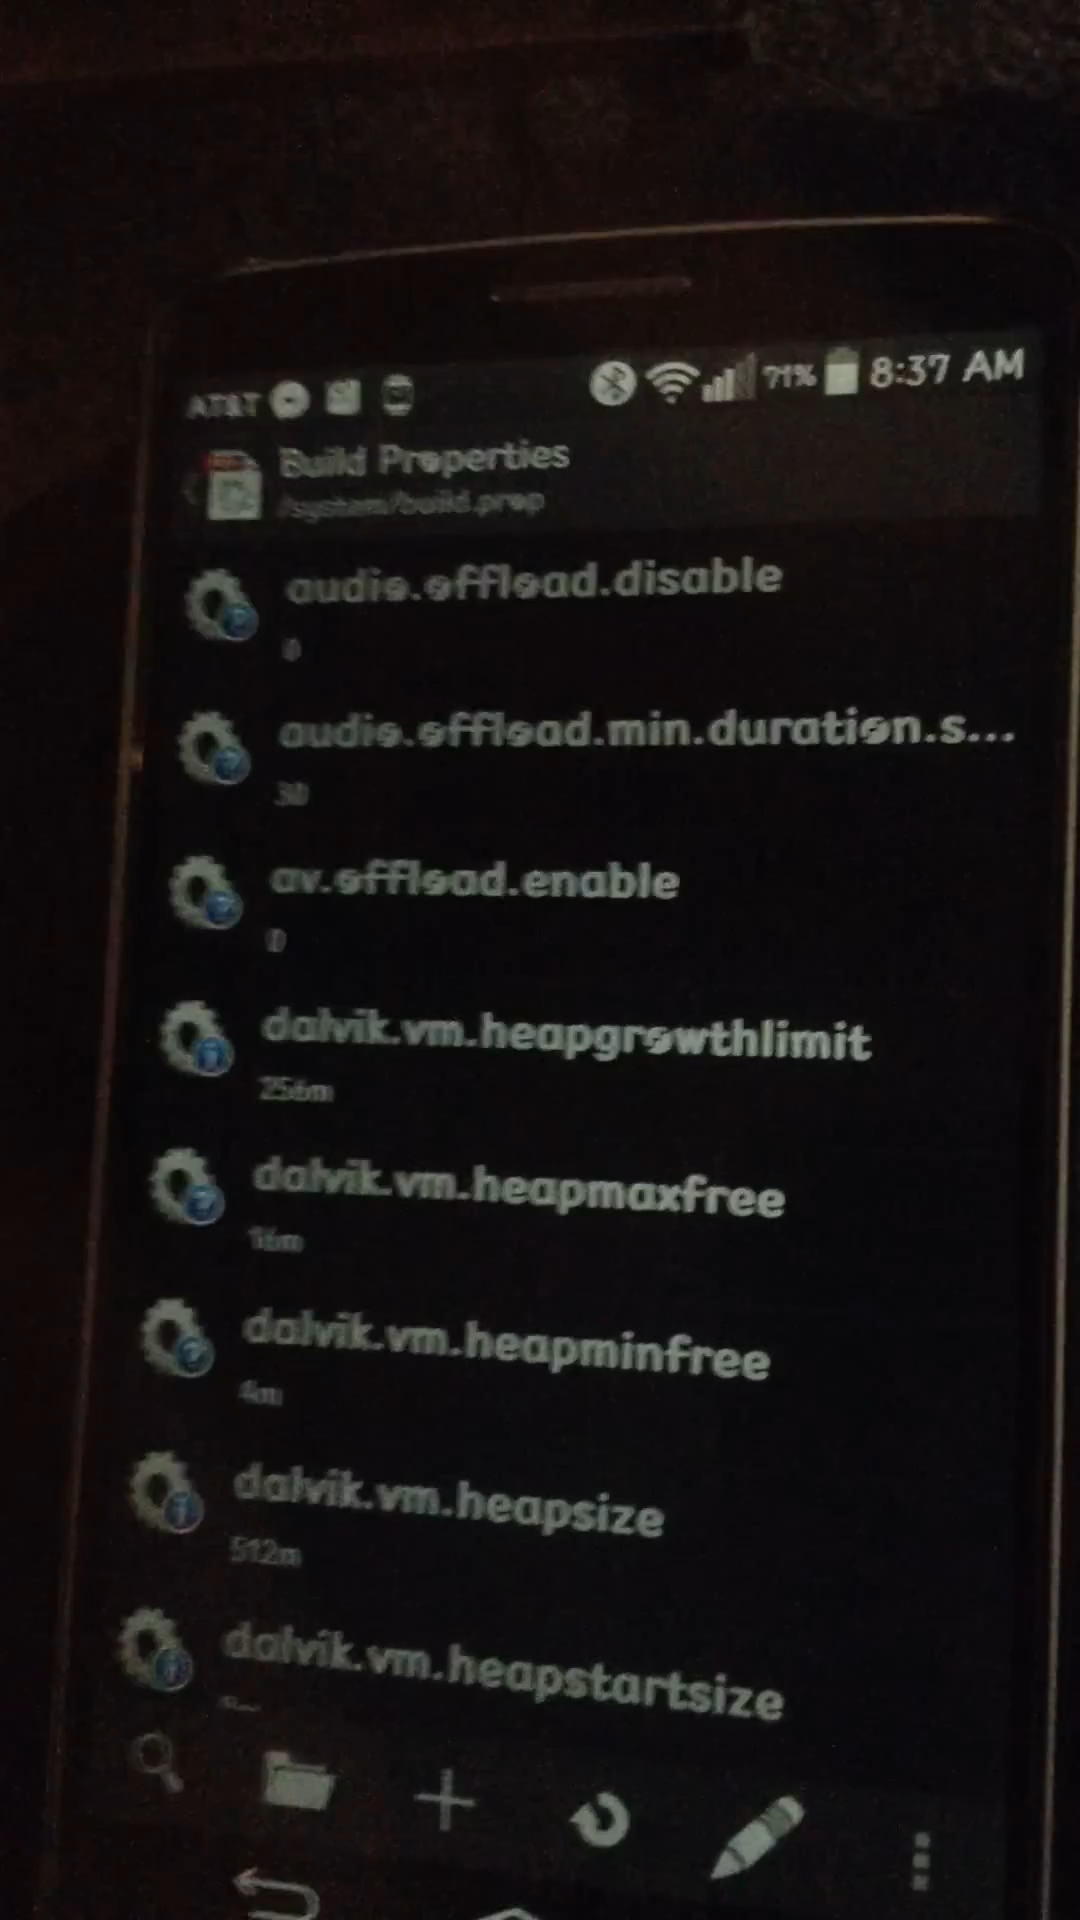 AT&T 71% 8:37 AM
Build Properties
/system/build.prop
audio.offload.disable
0
audio.offload.min.duration.s...
30
av.offload.enable
0
dalvik.vm.heapgrowthlimit
256m
dalvik.vm.heapmaxfree
16m
dalvik.vm.heapminfree
4m
dalvik.vm.heapsize
512m
dalvik.vm.heapstartsize